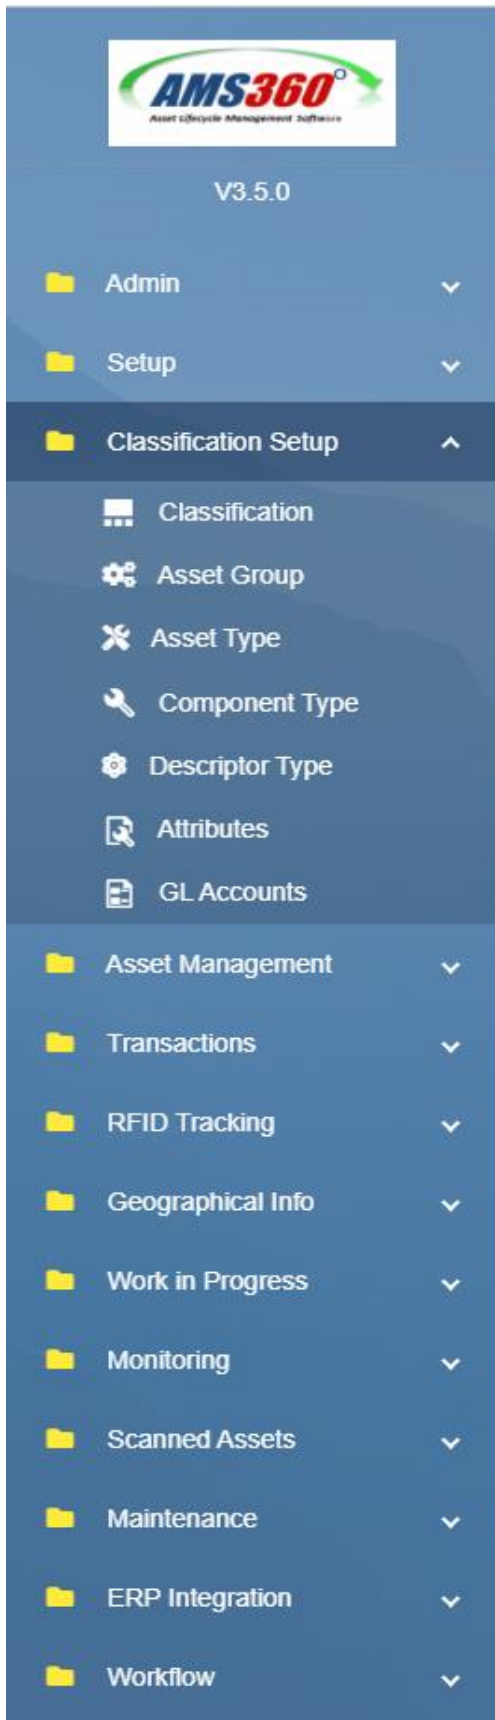 AMS360°
Asset Lifecycle Management Software
V3.5.0
Admin
Setup
Classification Setup
Classification
Asset Group
Asset Type
Component Type
Descriptor Type
Attributes
GL Accounts
Asset Management
Transactions
RFID Tracking
Geographical Info
Work in Progress
Monitoring
Scanned Assets
Maintenance
ERP Integration
Workflow